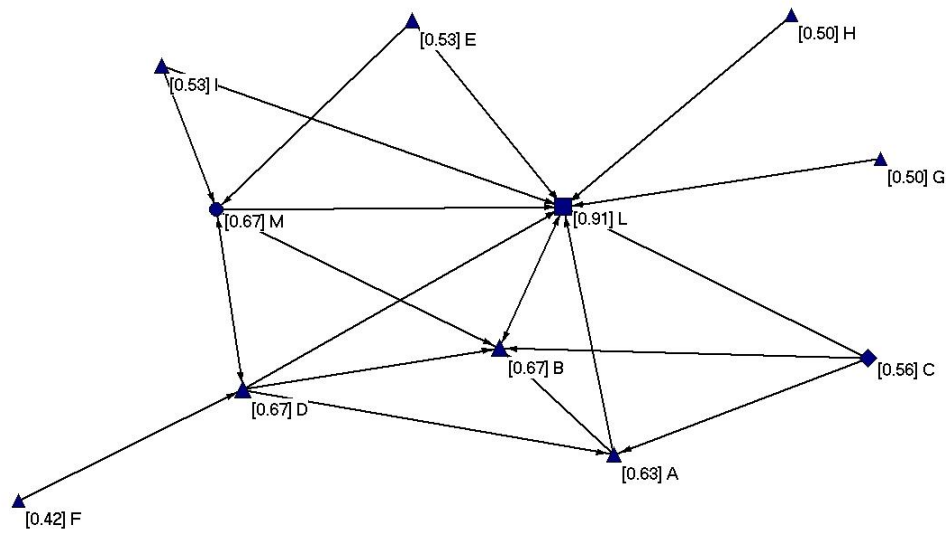 [0.53] E
[0.50] H
[0.53] I
[0.50] G
[0.67] M
[0.91] L
[0.67] B
[0.56] C
[0.67] D
[0.63] A
[0.42] F